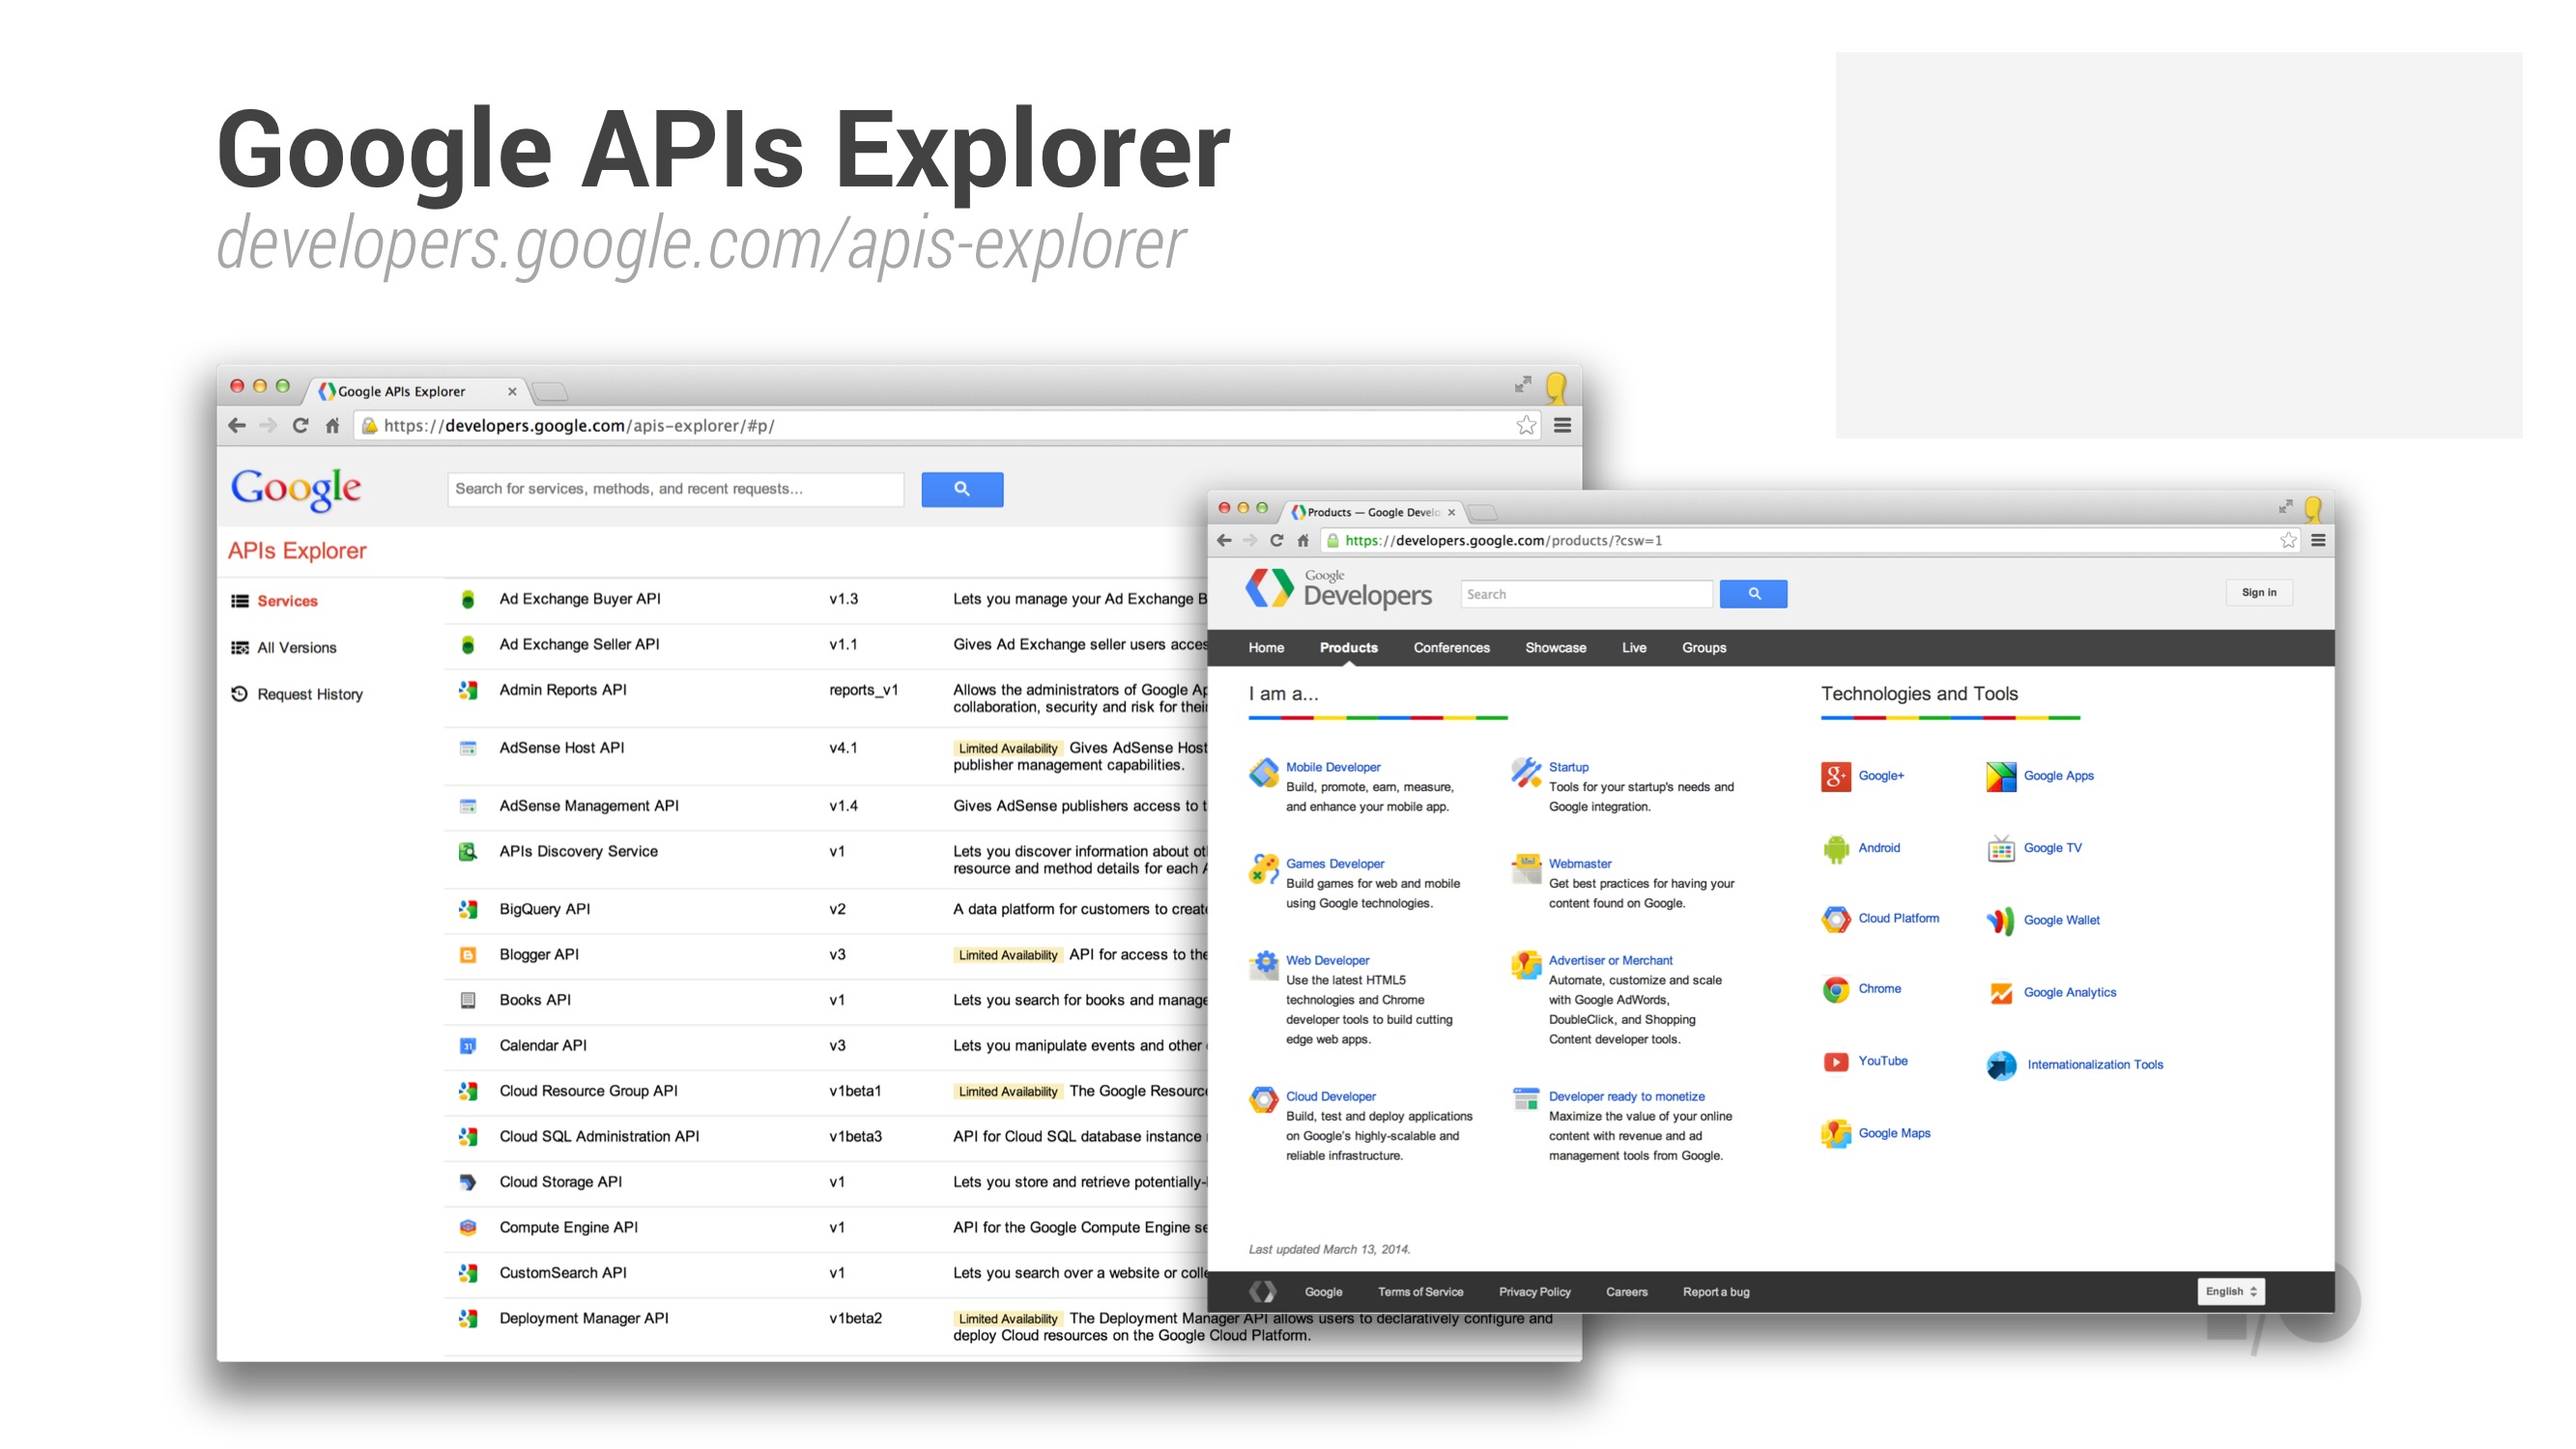 Google APIs Explorer
developers.google.com/apis-explorer
Google APIs Explorer
https://developers.google.com/apis-explorer/#p/
Google
Search for services, methods, and recent requests...
APIs Explorer
Services
All Versions
Request History
Ad Exchange Buyer API v1.3 Lets you manage your Ad Exchange B
Ad Exchange Seller API v1.1 Gives Ad Exchange seller users acces
Admin Reports API reports_v1 Allows the administrators of Google Ap
collaboration, security and risk for their
AdSense Host API v4.1 Limited Availability Gives AdSense Host
publisher management capabilities.
AdSense Management API v1.4 Gives AdSense publishers access to t
APIs Discovery Service v1 Lets you discover information about ot
resource and method details for each A
BigQuery API v2 A data platform for customers to create
Blogger API v3 Limited Availability API for access to the
Books API v1 Lets you search for books and manage
Calendar API v3 Lets you manipulate events and other
Cloud Resource Group API v1beta1 Limited Availability The Google Resource
Cloud SQL Administration API v1beta3 API for Cloud SQL database instance
Cloud Storage API v1 Lets you store and retrieve potentially-
Compute Engine API v1 API for the Google Compute Engine se
CustomSearch API v1 Lets you search over a website or colle
Deployment Manager API v1beta2 Limited Availability The Deployment Manager API allows users to declaratively configure and
deploy Cloud resources on the Google Cloud Platform.
Products — Google Develo
https://developers.google.com/products/?csw=1
Google
Developers
Search
Sign in
Home Products Conferences Showcase Live Groups
I am a...
Mobile Developer
Build, promote, earn, measure,
and enhance your mobile app.
Startup
Tools for your startup's needs and
Google integration.
Games Developer
Build games for web and mobile
using Google technologies.
Webmaster
Get best practices for having your
content found on Google.
Web Developer
Use the latest HTML5
technologies and Chrome
developer tools to build cutting
edge web apps.
Advertiser or Merchant
Automate, customize and scale
with Google AdWords,
DoubleClick, and Shopping
Content developer tools.
Cloud Developer
Build, test and deploy applications
on Google's highly-scalable and
reliable infrastructure.
Developer ready to monetize
Maximize the value of your online
content with revenue and ad
management tools from Google.
Technologies and Tools
Google+ Google Apps
Android Google TV
Cloud Platform Google Wallet
Chrome Google Analytics
YouTube Internationalization Tools
Google Maps
Last updated March 13, 2014.
Google Terms of Service Privacy Policy Careers Report a bug
English